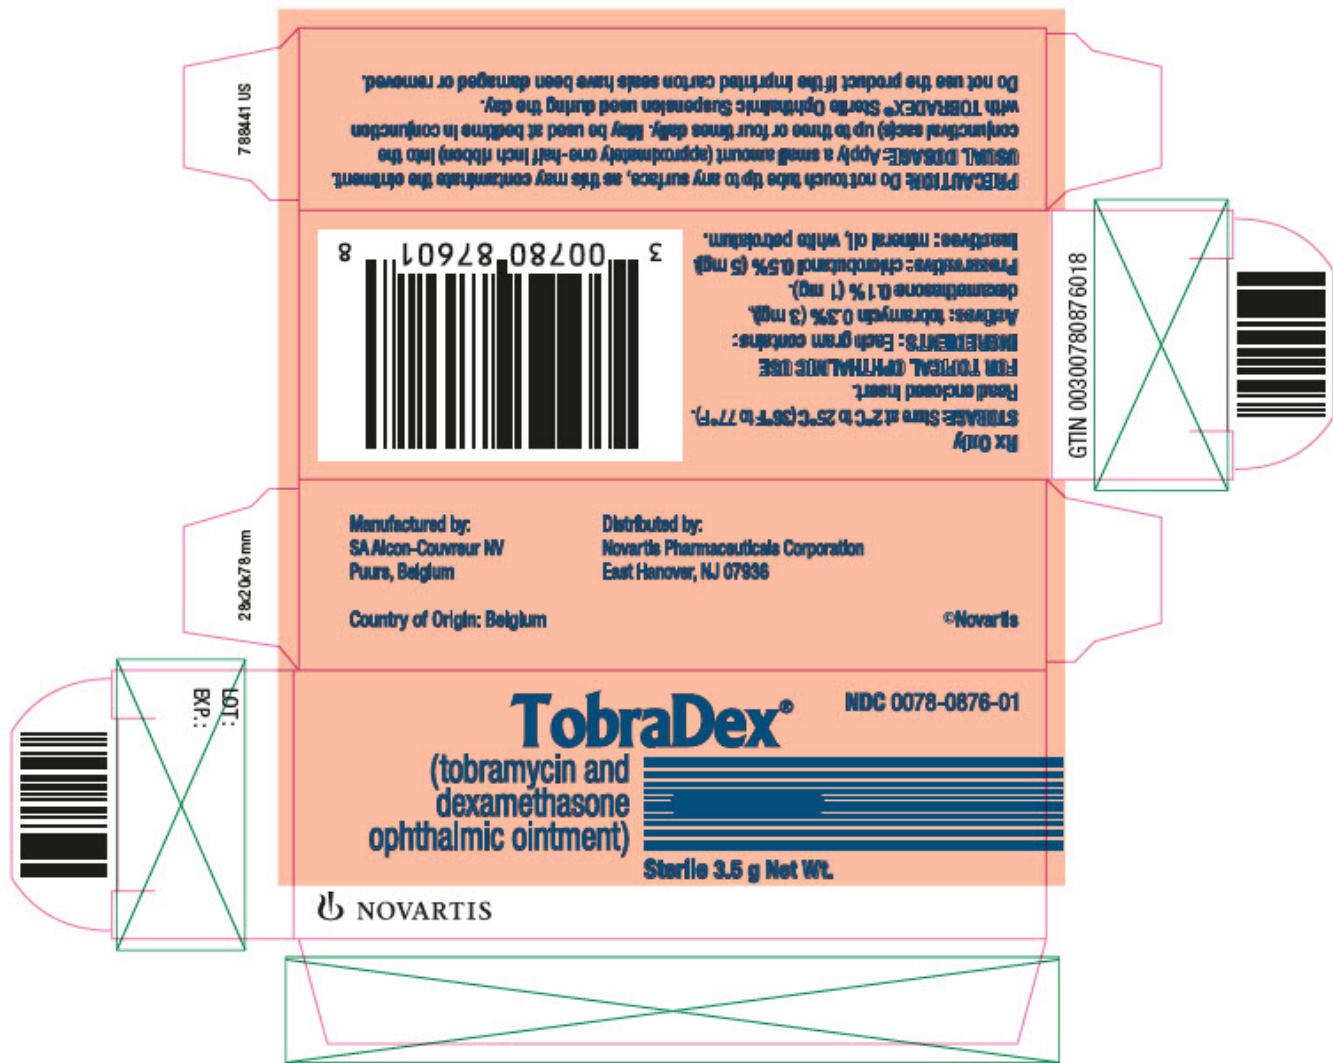 788441 US
PRECAUTION: Do not touch tube tip to any surface, as this may contaminate the ointment.
USUAL DOSAGE: Apply a small amount (approximately one-half inch ribbon) into the
conjunctival sac(s) up to three or four times daily. May be used at bedtime in conjunction
with TOBRADEX® Sterile Ophthalmic Suspension used during the day.
Do not use the product if the imprinted carton seals have been damaged or removed.
Rx Only
STORAGE: Store at 2°C to 25°C (36°F to 77°F).
Read enclosed insert.
FOR TOPICAL OPHTHALMIC USE
INGREDIENTS: Each gram contains:
Actives: tobramycin 0.3% (3 mg),
dexamethasone 0.1% (1 mg).
Preservative: chlorobutanol 0.5% (5 mg).
Inactives: mineral oil, white petrolatum.
3 00780 87601 8
GTIN 00300780876018
28x20x78 mm
Manufactured by:
SA Alcon-Couvreur NV
Puurs, Belgium
Distributed by:
Novartis Pharmaceuticals Corporation
East Hanover, NJ 07936
Country of Origin: Belgium
©Novartis
LOT:
EXP.:
TobraDex®
NDC 0078-0876-01
(tobramycin and
dexamethasone
ophthalmic ointment)
Sterile 3.5 g Net Wt.
NOVARTIS